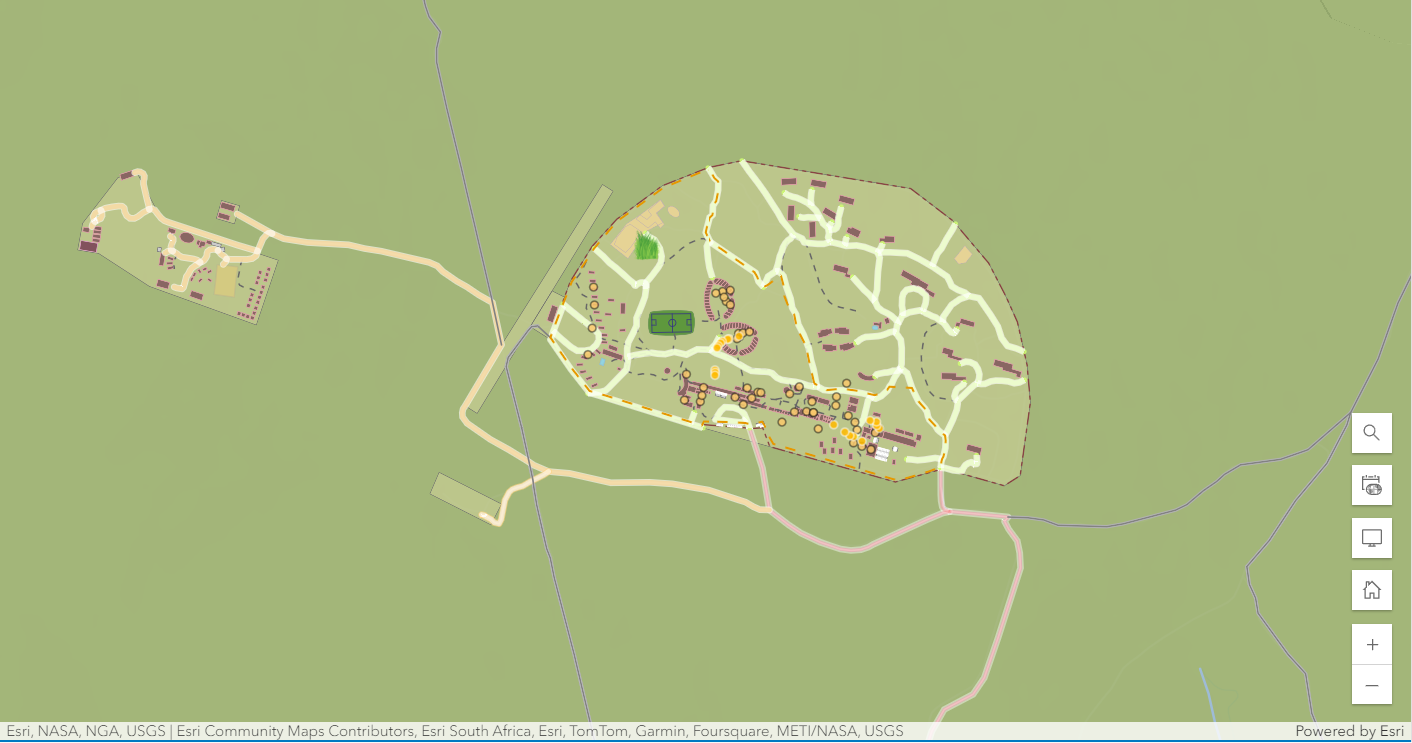 Esri, NASA, NGA, USGS | Esri Community Maps Contributors, Esri South Africa, Esri, TomTom, Garmin, Foursquare, METI/NASA, USGS
Powered by Esri